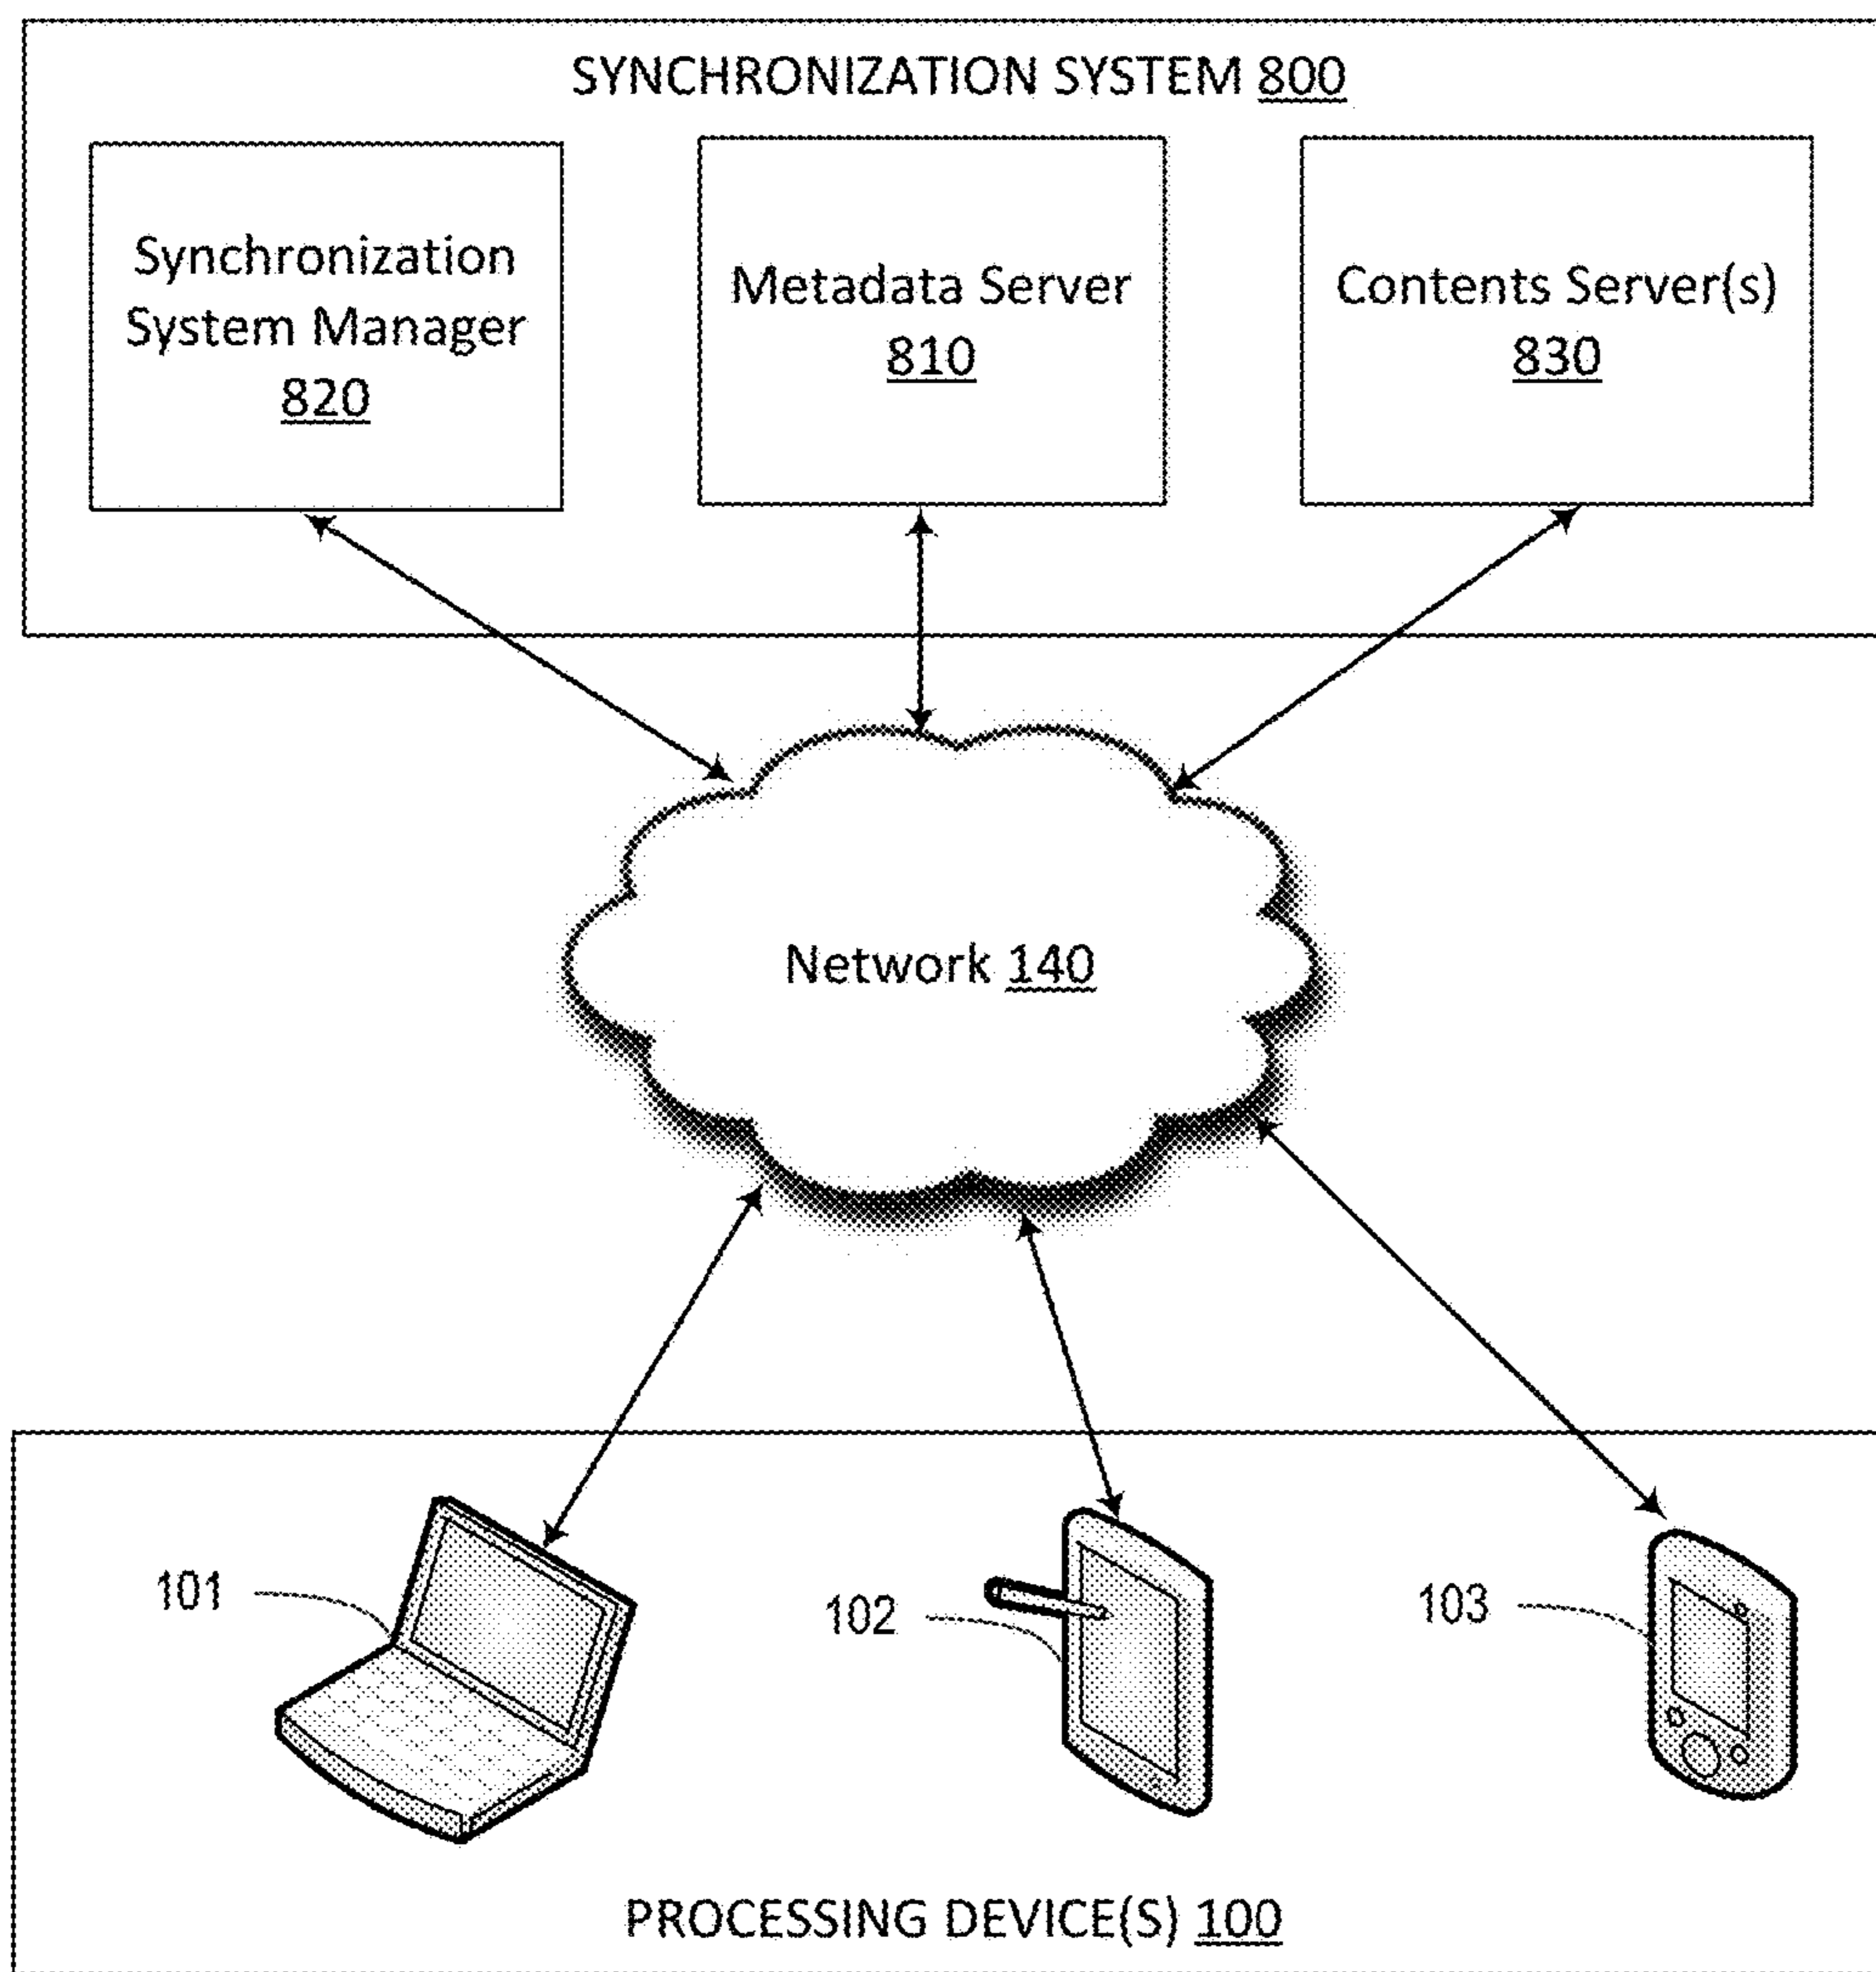 SYNCHRONIZATION SYSTEM 800
Synchronization
System Manager
820
Metadata Server
810
Contents Server(s)
830
Network 140
101
102
103
PROCESSING DEVICE(S) 100